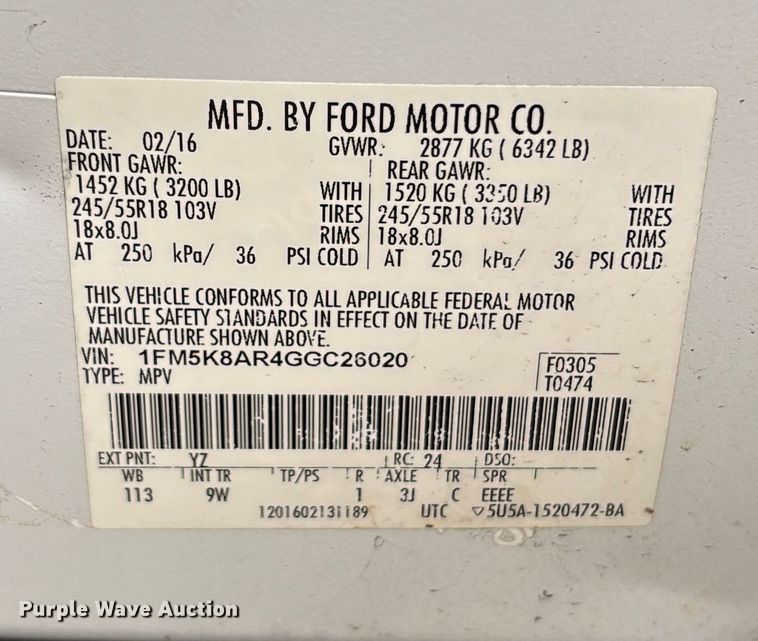 MFD. BY FORD MOTOR CO.
DATE: 02/16 GVWR: 2877 KG ( 6342 LB)
FRONT GAWR: REAR GAWR:
1452 KG ( 3200 LB) WITH 1520 KG ( 3350 LB) WITH
245/55R18 103V TIRES 245/55R18 103V TIRES
18x8.0J RIMS 18x8.0J RIMS
AT 250 kPa/ 36 PSI COLD AT 250 kPa/ 36 PSI COLD
THIS VEHICLE CONFORMS TO ALL APPLICABLE FEDERAL MOTOR
VEHICLE SAFETY STANDARDS IN EFFECT ON THE DATE OF
MANUFACTURE SHOWN ABOVE.
VIN: 1FM5K8AR4GGC26020 F0305
TYPE: MPV T0474
EXT PNT: YZ RC: 24 DSO:
WB INT TR TP/PS R AXLE TR SPR
113 9W 1 3J C EEEE
1201602131189 UTC ▽5U5A-1520472-BA
Purple Wave Auction